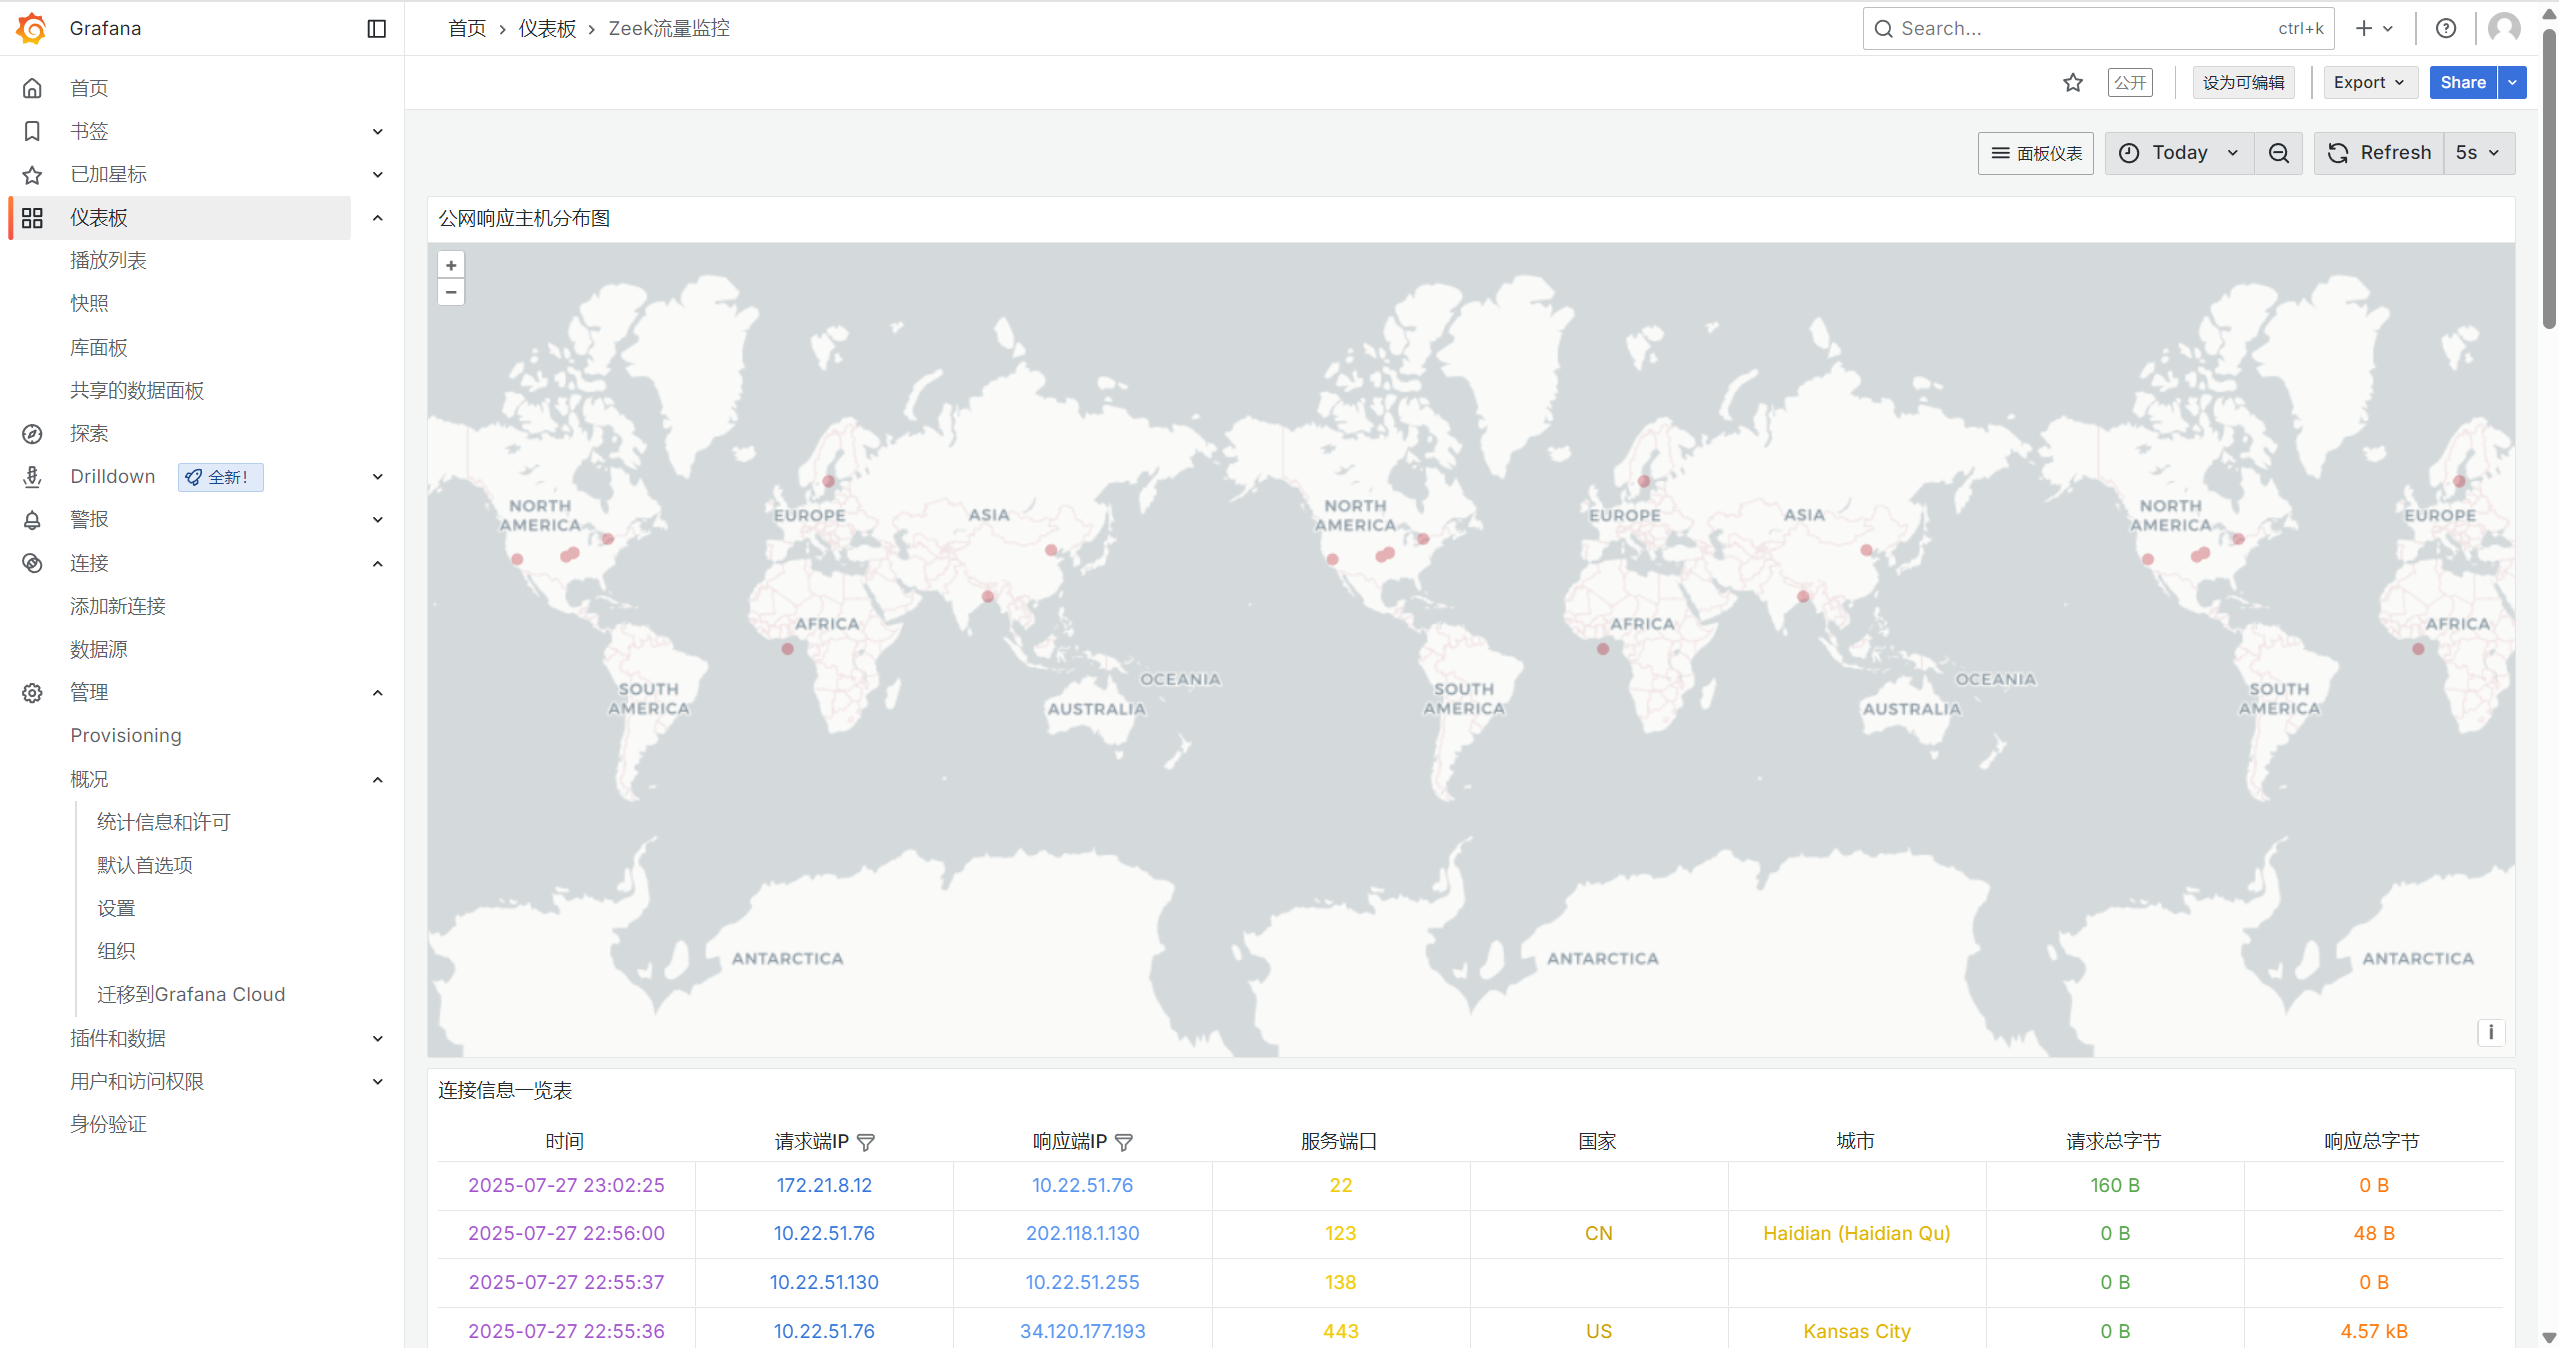 Grafana
首页 › 仪表板 › Zeek流量监控
Search...
ctrl+k
公开
设为可编辑
Export
Share
面板仪表
Today
Refresh
5s
首页
书签
已加星标
仪表板
播放列表
快照
库面板
共享的数据面板
探索
Drilldown
全新!
警报
连接
添加新连接
数据源
管理
Provisioning
概况
统计信息和许可
默认首选项
设置
组织
迁移到Grafana Cloud
插件和数据
用户和访问权限
身份验证
公网响应主机分布图
+
−
NORTH AMERICA
EUROPE
ASIA
AFRICA
SOUTH AMERICA
OCEANIA
AUSTRALIA
ANTARCTICA
NORTH AMERICA
EUROPE
ASIA
AFRICA
SOUTH AMERICA
OCEANIA
AUSTRALIA
ANTARCTICA
NORTH AMERICA
EUROPE
AFRICA
SOUTH AMERICA
ANTARCTICA
i
连接信息一览表
时间 请求端IP 响应端IP 服务端口 国家 城市 请求总字节 响应总字节
2025-07-27 23:02:25 172.21.8.12 10.22.51.76 22 160 B 0 B
2025-07-27 22:56:00 10.22.51.76 202.118.1.130 123 CN Haidian (Haidian Qu) 0 B 48 B
2025-07-27 22:55:37 10.22.51.130 10.22.51.255 138 0 B 0 B
2025-07-27 22:55:36 10.22.51.76 34.120.177.193 443 US Kansas City 0 B 4.57 kB